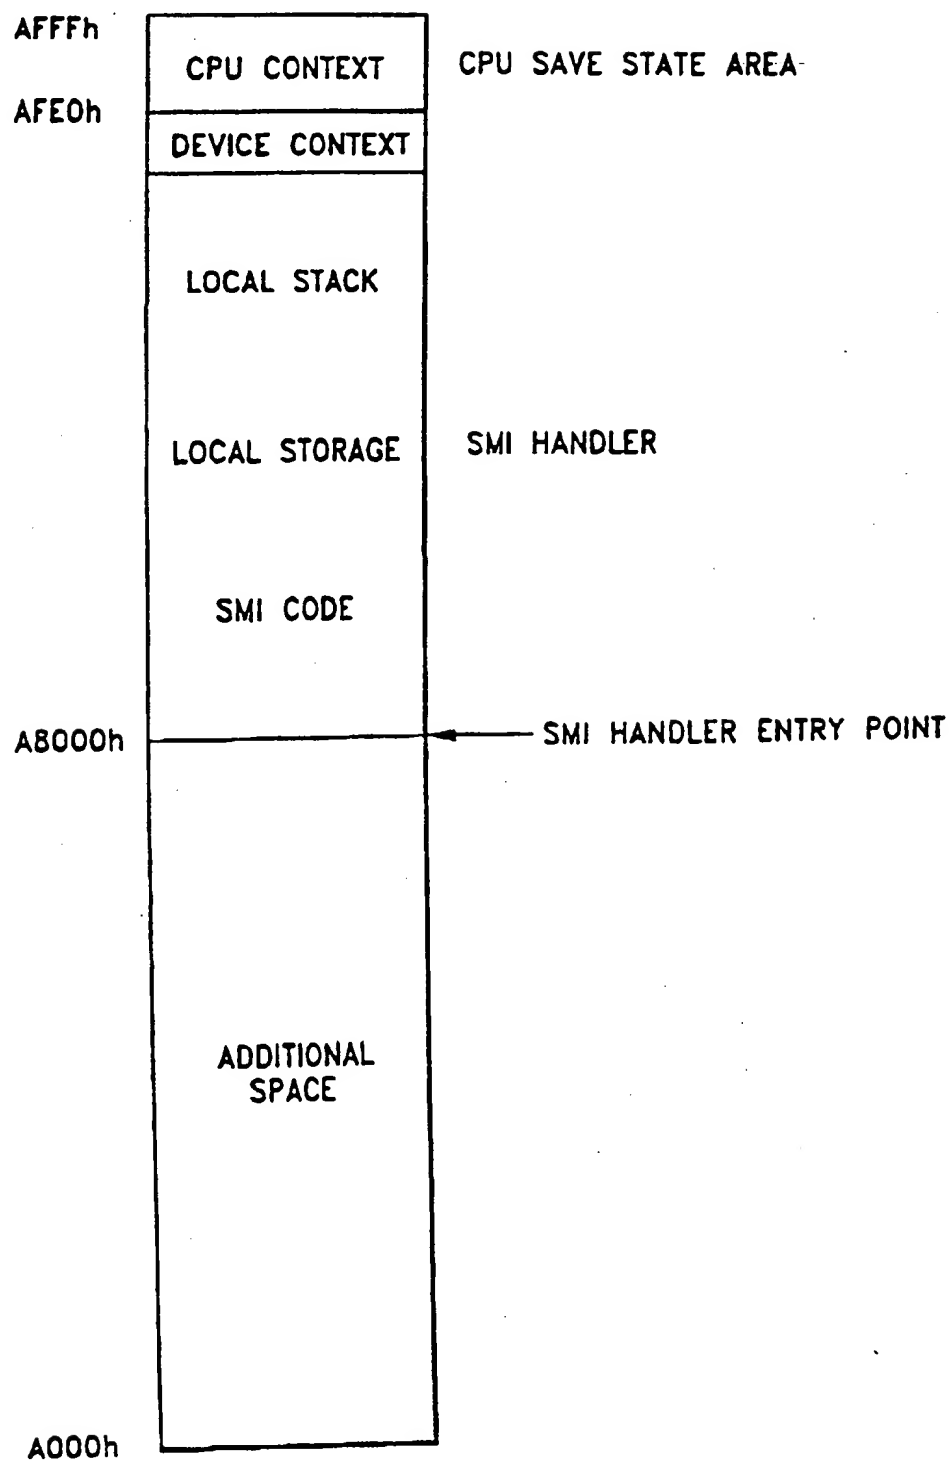 AFFFh
CPU CONTEXT
CPU SAVE STATE AREA
AFE0h
DEVICE CONTEXT
LOCAL STACK
LOCAL STORAGE
SMI HANDLER
SMI CODE
A8000h
SMI HANDLER ENTRY POINT
ADDITIONAL
SPACE
A000h